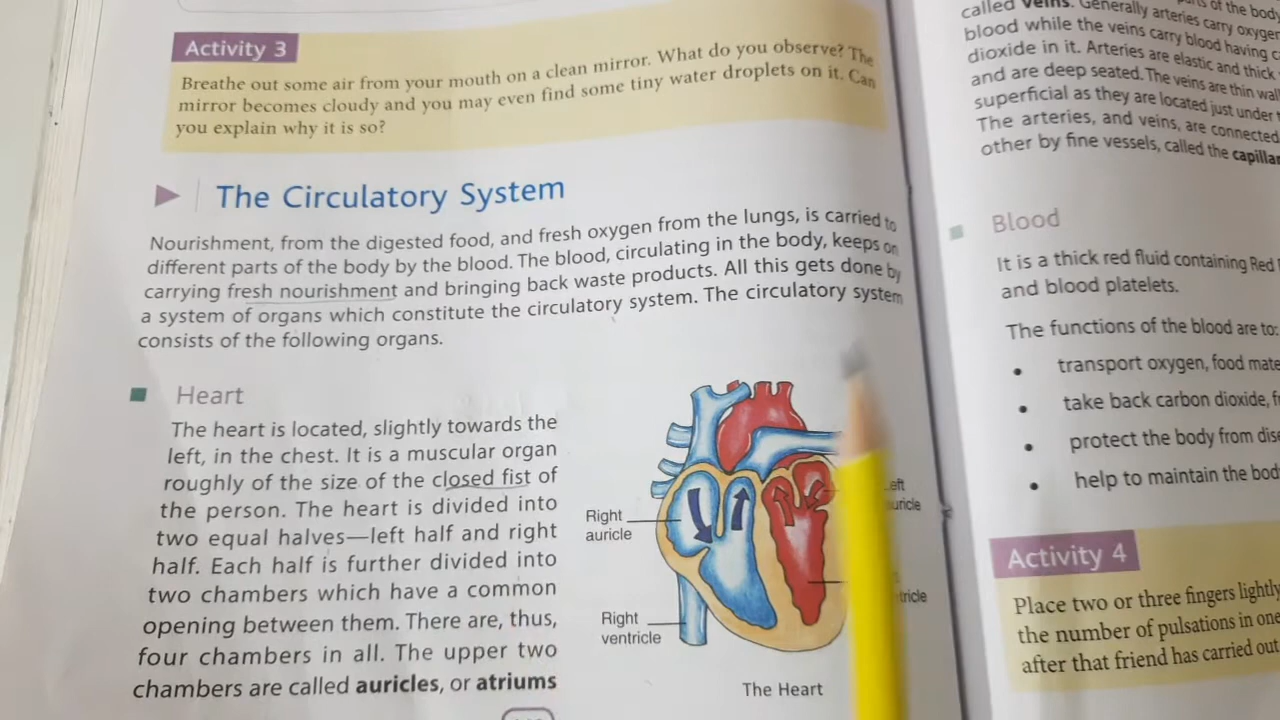 Activity 3
Breathe out some air from your mouth on a clean mirror. What do you observe? The
mirror becomes cloudy and you may even find some tiny water droplets on it. Can
you explain why it is so?
The Circulatory System
Nourishment, from the digested food, and fresh oxygen from the lungs, is carried to
different parts of the body by the blood. The blood, circulating in the body, keeps on
carrying fresh nourishment and bringing back waste products. All this gets done by
a system of organs which constitute the circulatory system. The circulatory system
consists of the following organs.
Heart
The heart is located, slightly towards the
left, in the chest. It is a muscular organ
roughly of the size of the closed fist of
the person. The heart is divided into
two equal halves—left half and right
half. Each half is further divided into
two chambers which have a common
opening between them. There are, thus,
four chambers in all. The upper two
chambers are called auricles, or atriums
Right
auricle
Right
ventricle
The Heart
of the body
called veins. Generally arteries carry
blood while the veins carry blood having
dioxide in it. Arteries are elastic and thick
and are deep seated. The veins are thin
superficial as they are located just under
The arteries, and veins, are connected
other by fine vessels, called the
Blood
It is a thick red fluid containing Red
and blood platelets.
The functions of the blood are to:
• transport oxygen, food
• take back carbon dioxide,
• protect the body from
• help to maintain the
Activity 4
Place two or three fingers lightly
the number of pulsations in one
after that friend has carried out